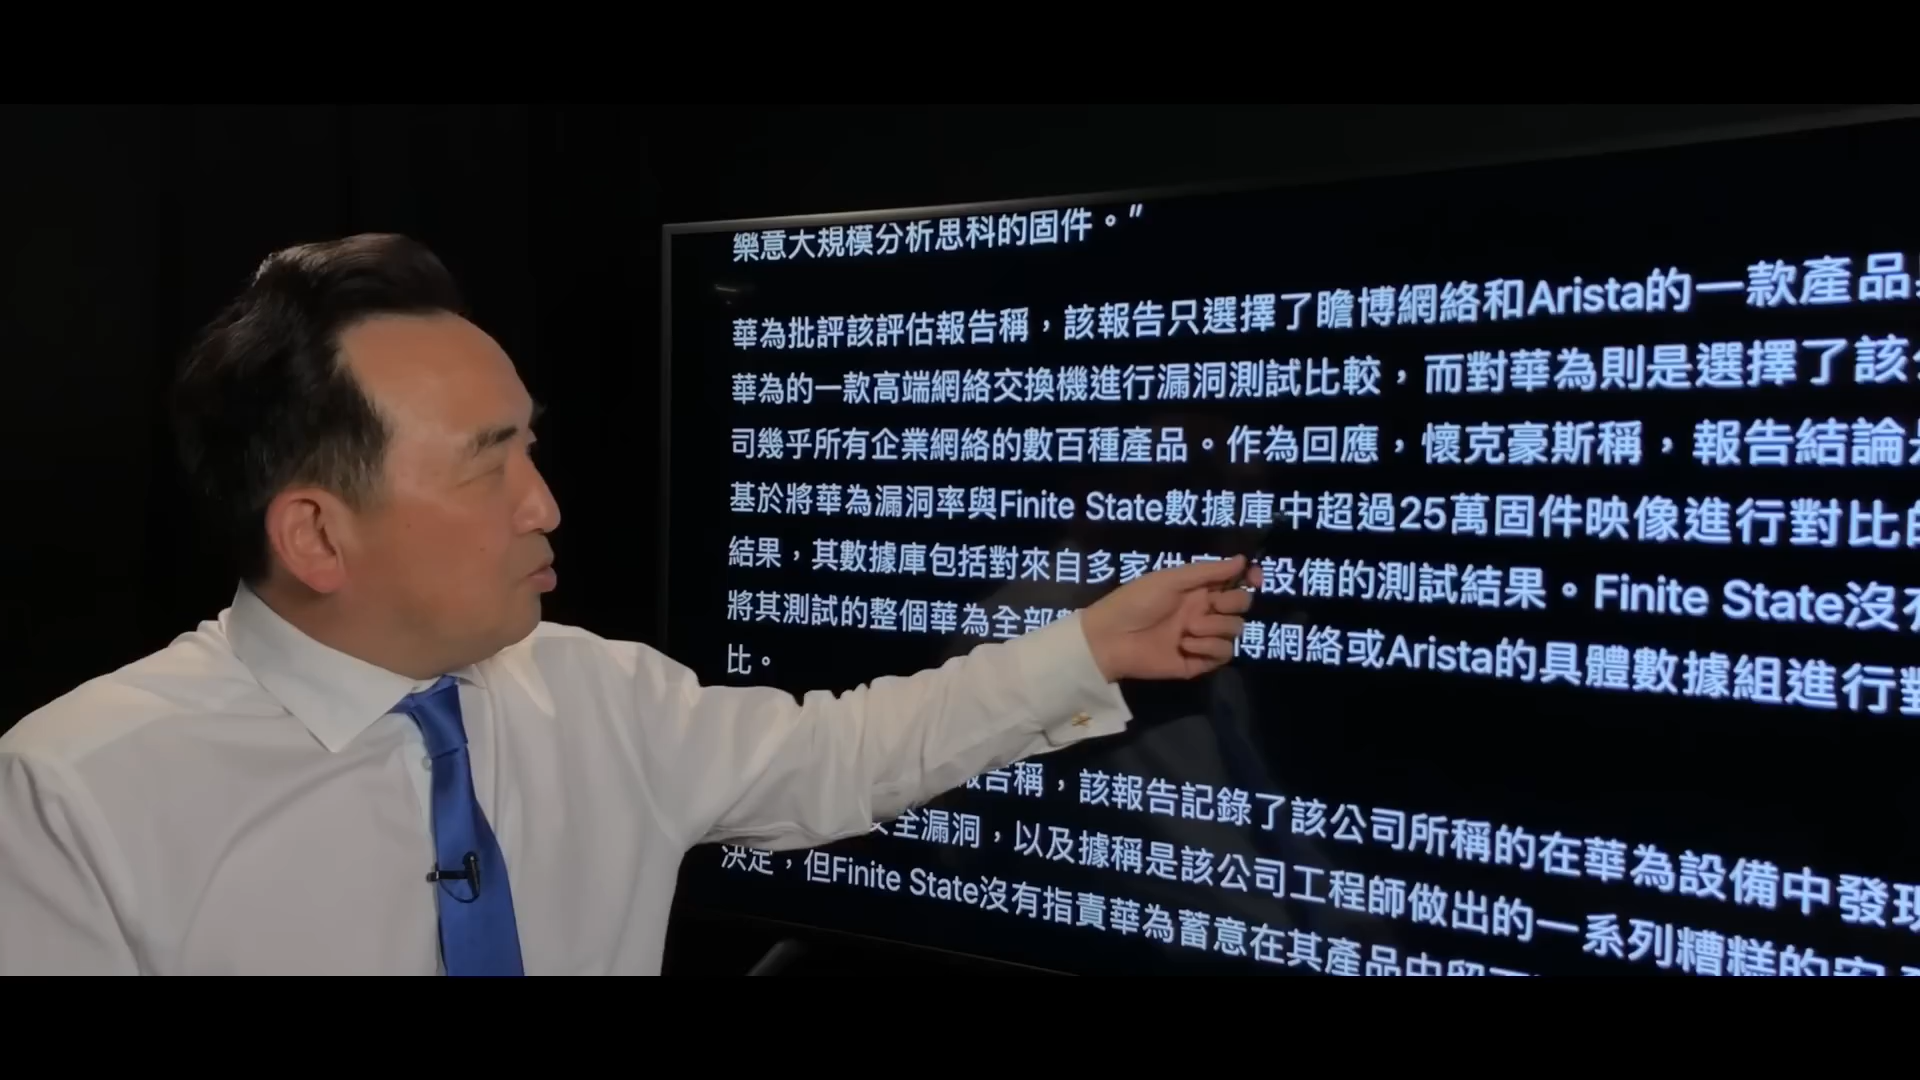 樂意大規模分析思科的固件。”
華為批評該評估報告稱，該報告只選擇了瞻博網絡和Arista的一款產品
華為的一款高端網絡交換機進行漏洞測試比較，而對華為則是選擇了該
司幾乎所有企業網絡的數百種產品。作為回應，懷克豪斯稱，報告結論
基於將華為漏洞率與Finite State數據庫中超過25萬固件映像進行對比
結果，其數據庫包括對來自多家 設備的測試結果。Finite State沒
將其測試的整個華為全部 博網絡或Arista的具體數據組進行
比。
報告稱，該報告記錄了該公司所稱的在華為設備中發
安全漏洞，以及據稱是該公司工程師做出的一系列糟糕的
決定，但Finite State沒有指責華為蓄意在其產品中留